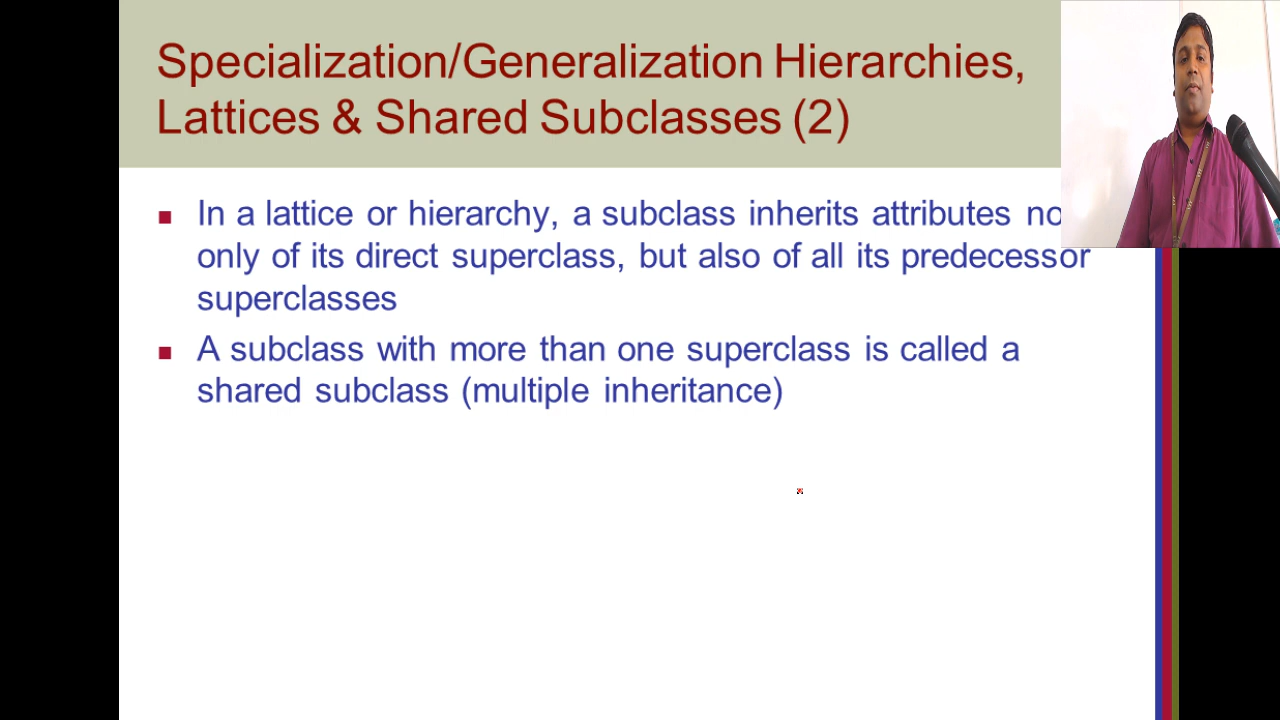 Specialization/Generalization Hierarchies,
Lattices & Shared Subclasses (2)
In a lattice or hierarchy, a subclass inherits attributes no
only of its direct superclass, but also of all its predecessor
superclasses
A subclass with more than one superclass is called a
shared subclass (multiple inheritance)